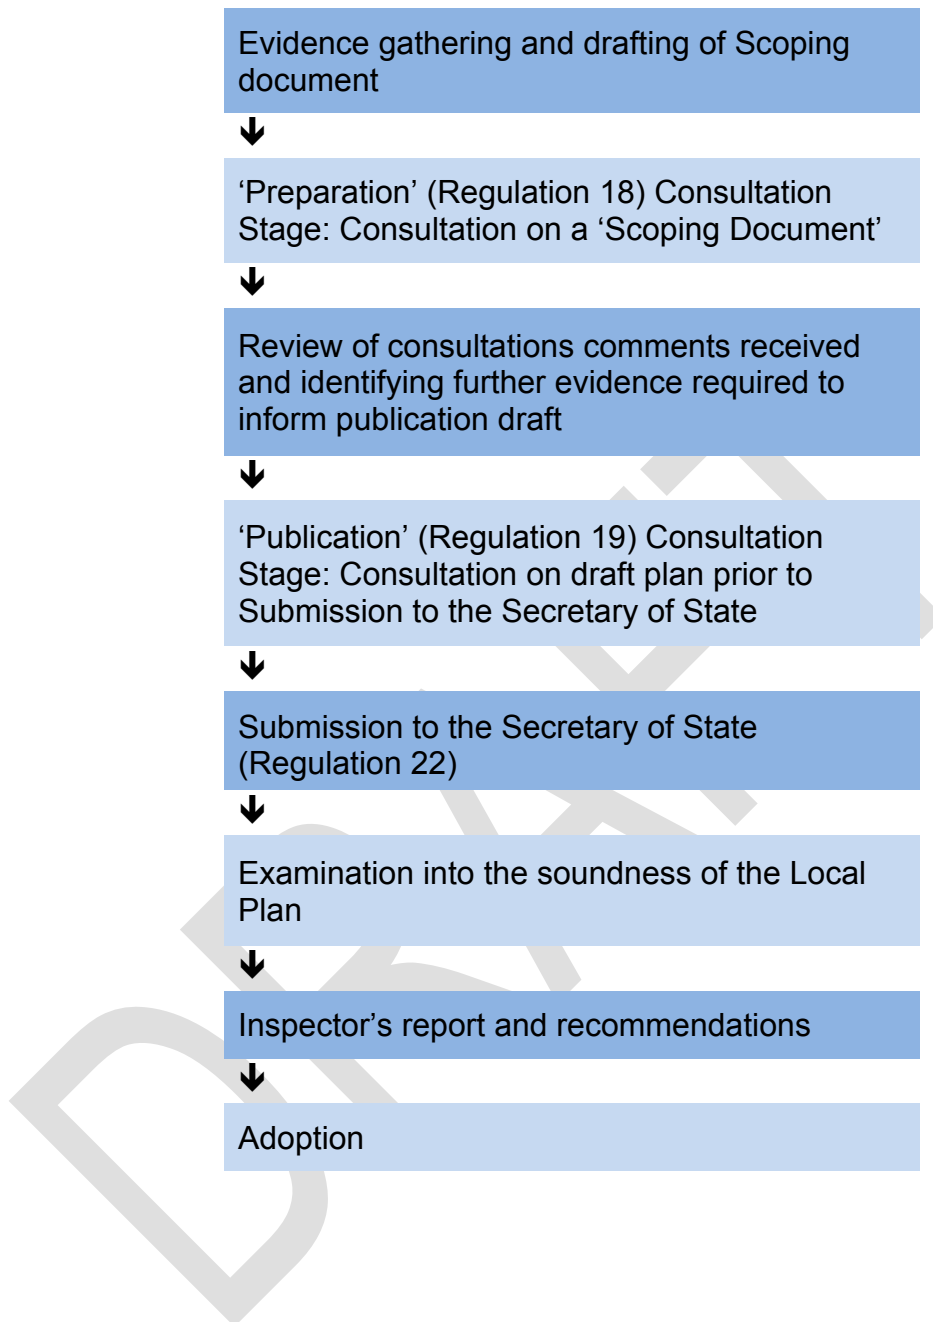 Evidence gathering and drafting of Scoping
document
‘Preparation’ (Regulation 18) Consultation
Stage: Consultation on a ‘Scoping Document’
Review of consultations comments received
and identifying further evidence required to
inform publication draft
‘Publication’ (Regulation 19) Consultation
Stage: Consultation on draft plan prior to
Submission to the Secretary of State
Submission to the Secretary of State
(Regulation 22)
Examination into the soundness of the Local
Plan
Inspector’s report and recommendations
Adoption
DRAFT